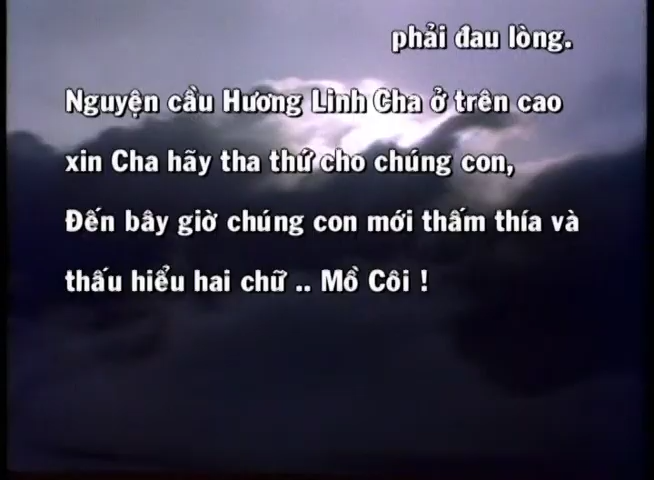 phải đau lòng.
Nguyện cầu Hương Linh Cha ở trên cao
xin Cha hãy tha thứ cho chúng con,
Đến bây giờ chúng con mới thấm thía và
thấu hiểu hai chữ .. Mồ Côi !